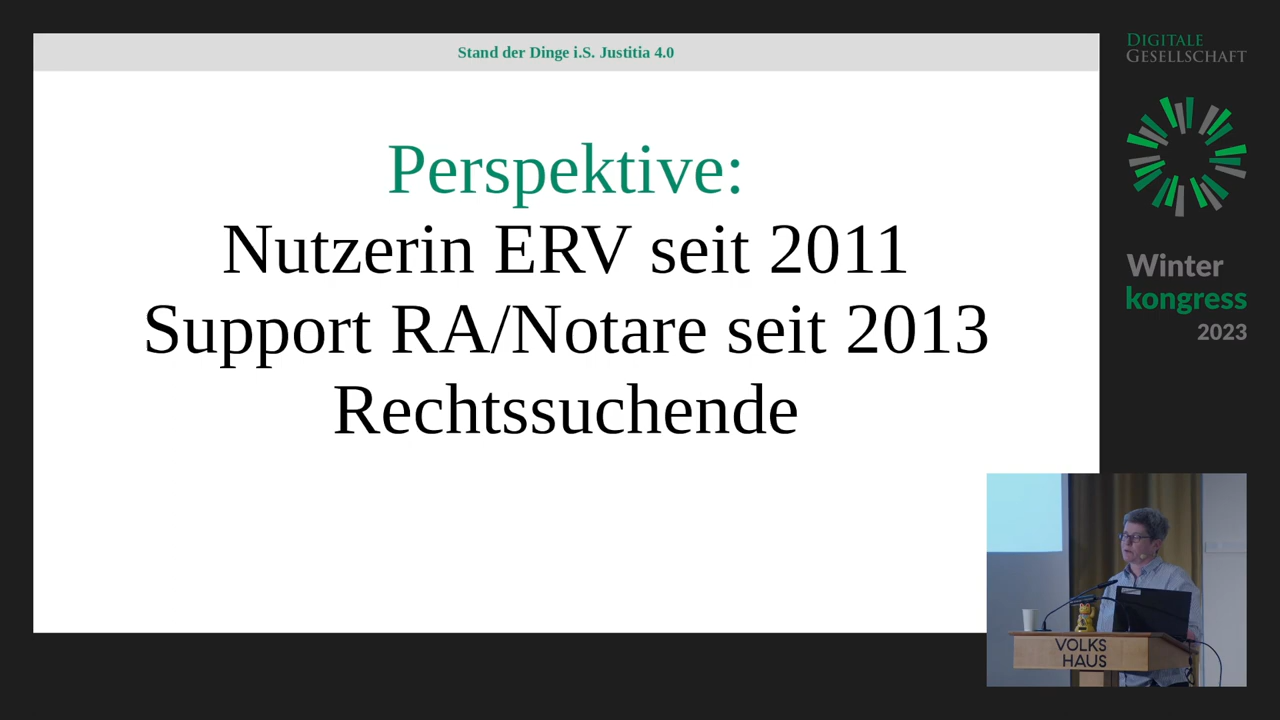 Stand der Dinge i.S. Justitia 4.0
Perspektive:
Nutzerin ERV seit 2011
Support RA/Notare seit 2013
Rechtssuchende
DIGITALE
GESELLSCHAFT
Winter
kongress
2023
VOLKS
HAUS